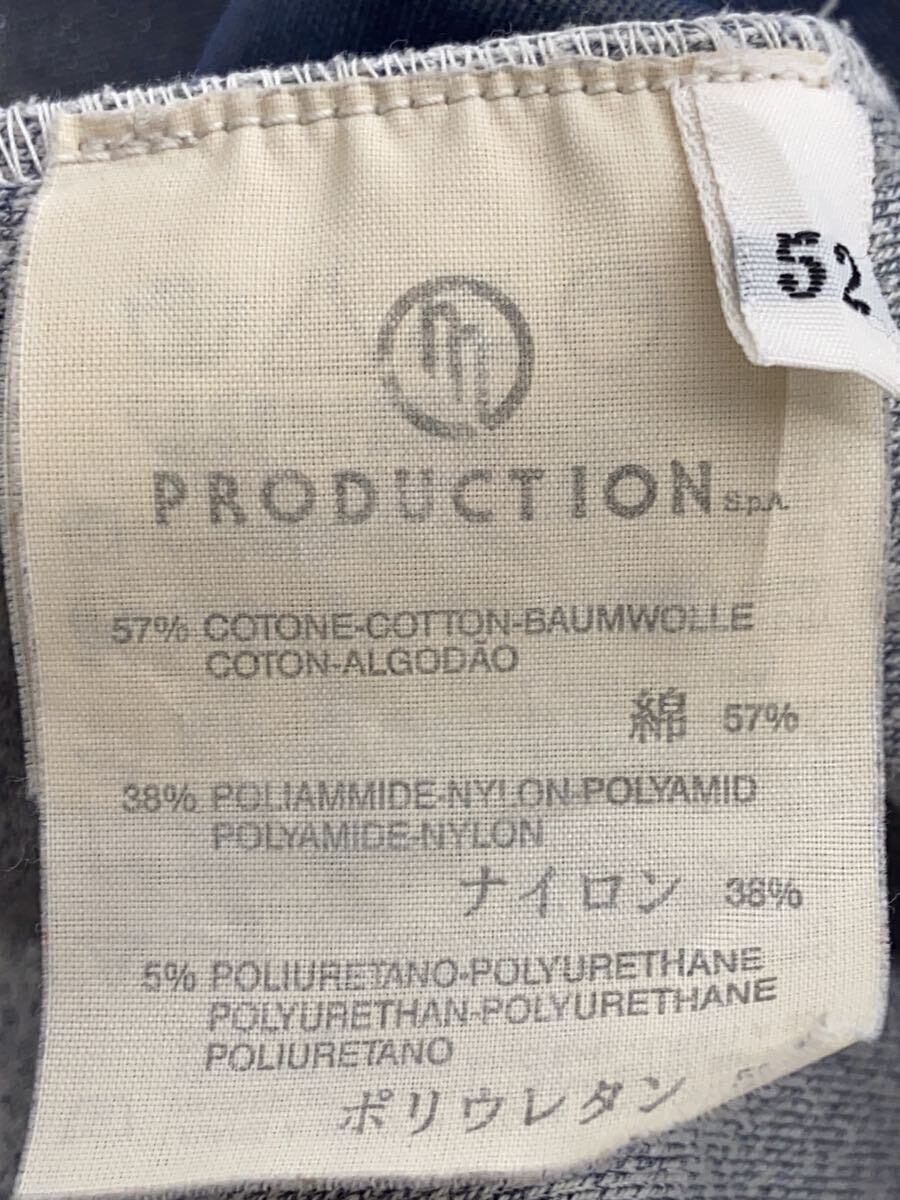 52
PRODUCTION S.p.A.
57% COTONE-COTTON-BAUMWOLLE
COTON-ALGODÃO
綿 57%
38% POLIAMMIDE-NYLON-POLYAMID
POLYAMIDE-NYLON
ナイロン 38%
5% POLIURETANO-POLYURETHANE
POLYURETHAN-POLYURETHANE
POLIURETANO
ポリウレタン